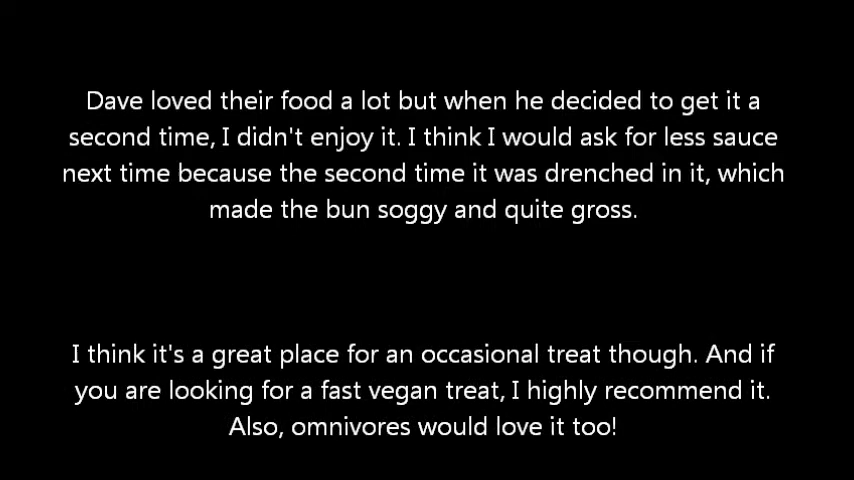 Dave loved their food a lot but when he decided to get it a
second time, I didn't enjoy it. I think I would ask for less sauce
next time because the second time it was drenched in it, which
made the bun soggy and quite gross.
I think it's a great place for an occasional treat though. And if
you are looking for a fast vegan treat, I highly recommend it.
Also, omnivores would love it too!